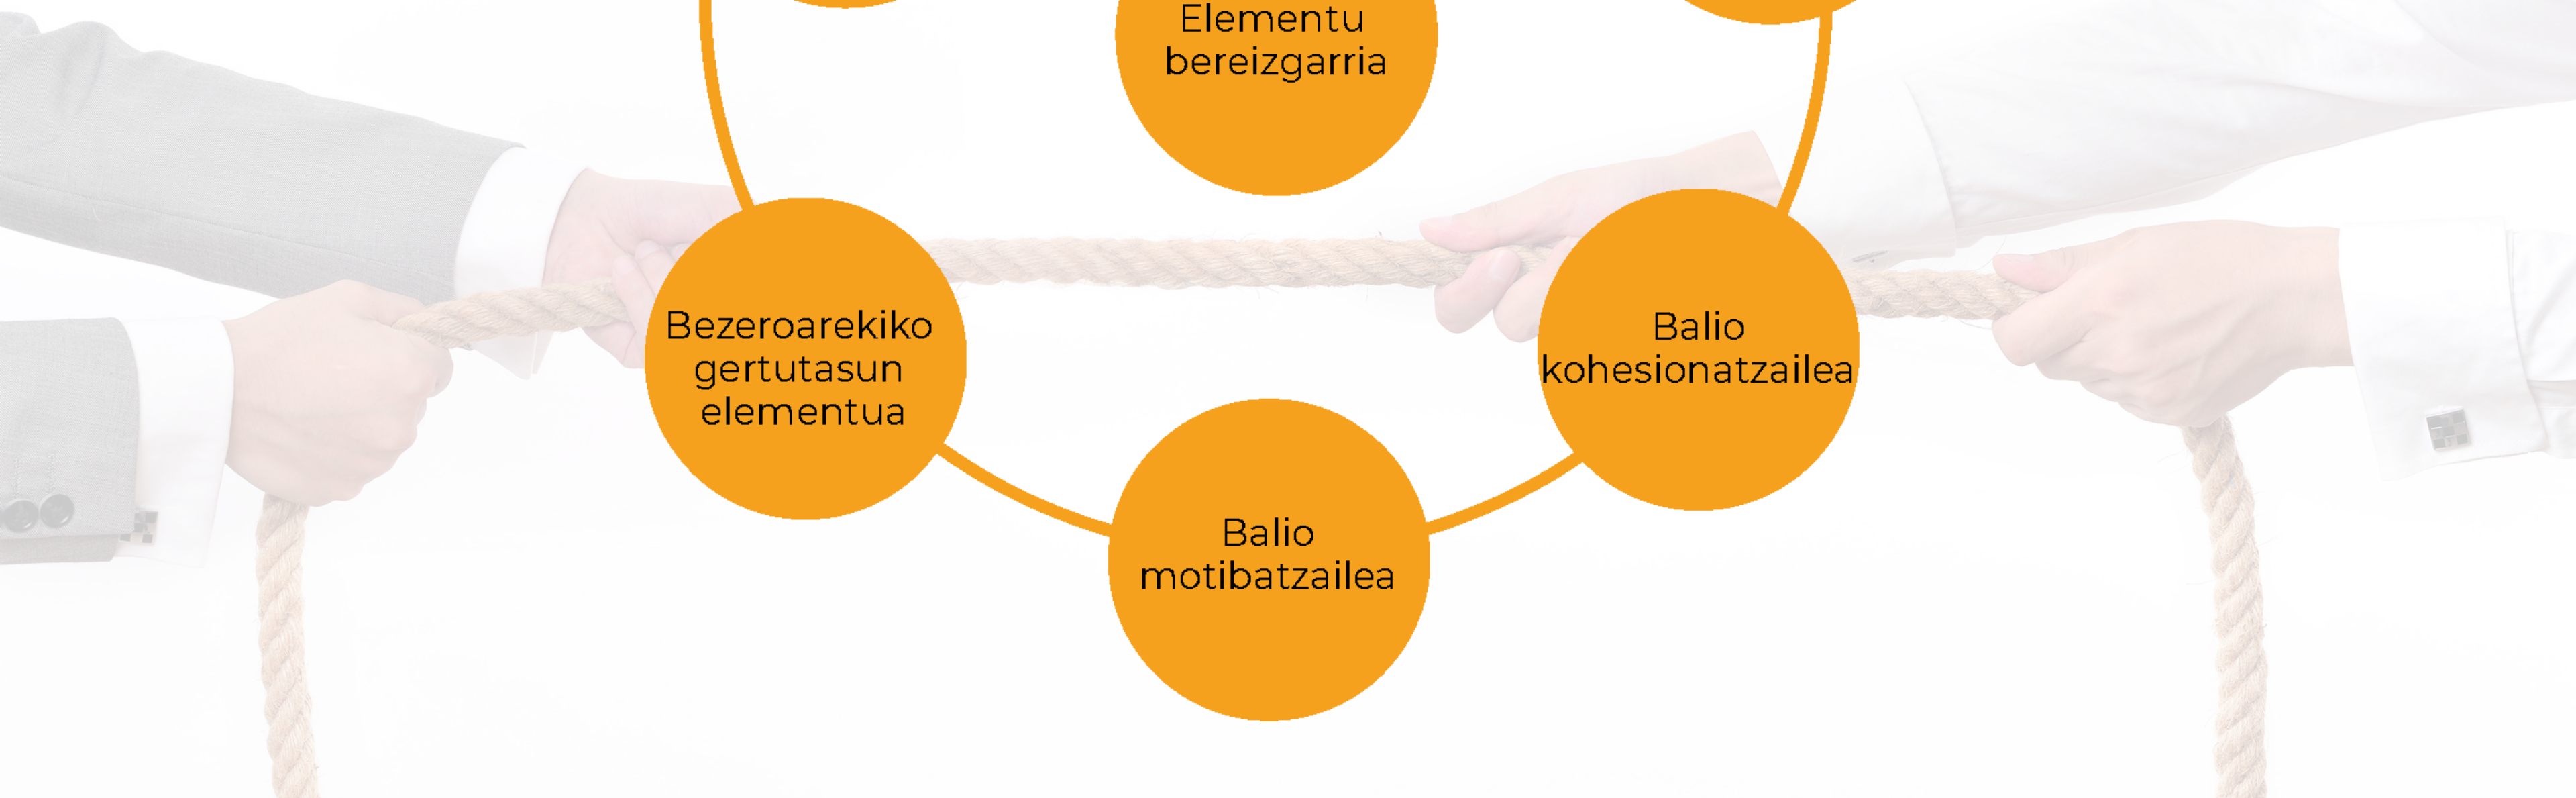 Elementu
bereizgarria
Bezeroarekiko
gertutasun
elementua
Balio
kohesionatzailea
Balio
motibatzailea